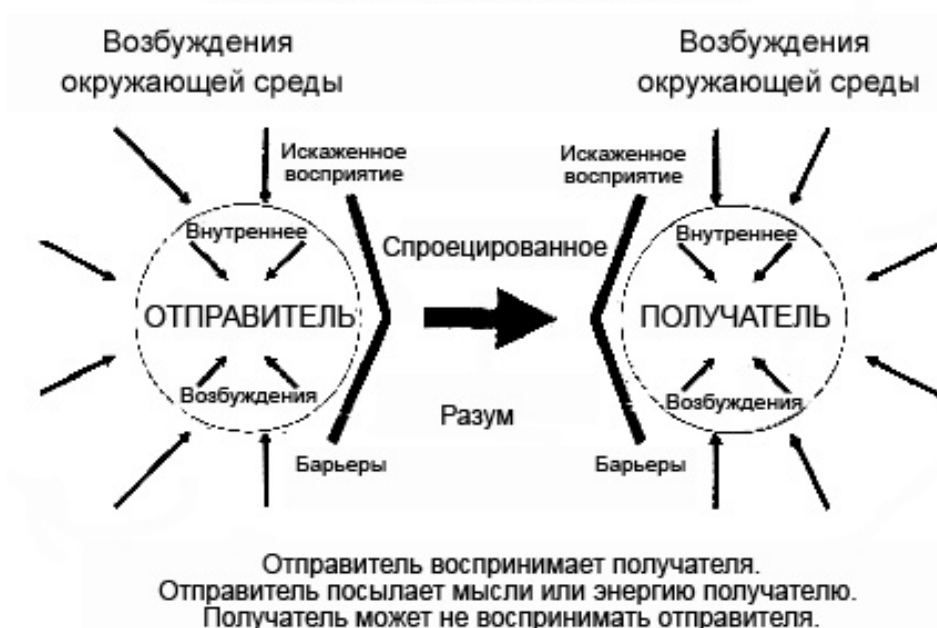 Возбуждения
окружающей среды
Возбуждения
окружающей среды
Искаженное
восприятие
Искаженное
восприятие
Внутреннее
Спроецированное
Внутреннее
ОТПРАВИТЕЛЬ
ПОЛУЧАТЕЛЬ
Возбуждения
Разум
Возбуждения
Барьеры
Барьеры
Отправитель воспринимает получателя.
Отправитель посылает мысли или энергию получателю.
Получатель может не воспринимать отправителя.